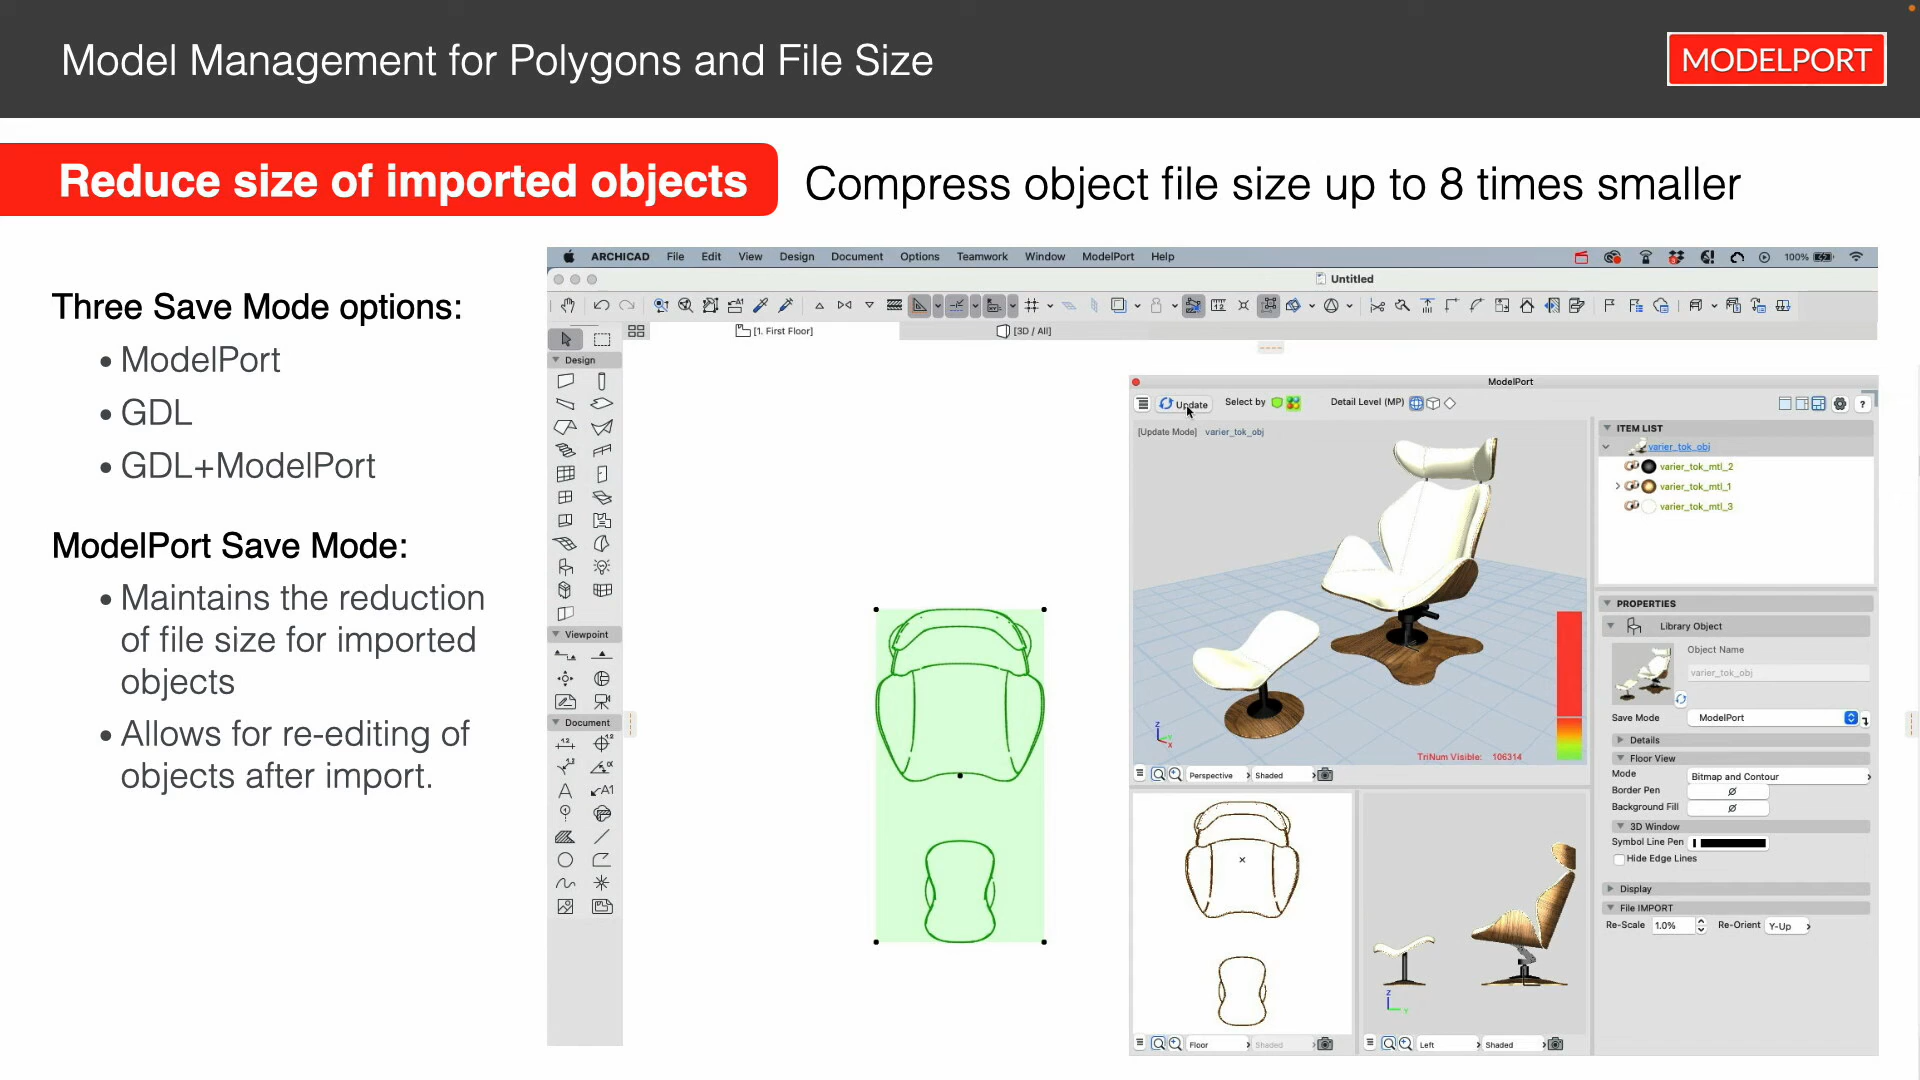 Model Management for Polygons and File Size
MODELPORT
Reduce size of imported objects
Compress object file size up to 8 times smaller
Three Save Mode options:
• ModelPort
• GDL
• GDL+ModelPort
ModelPort Save Mode:
• Maintains the reduction
of file size for imported
objects
• Allows for re-editing of
objects after import.
ARCHICAD File Edit View Design Document Options Teamwork Window ModelPort Help 100%
Untitled
[1. First Floor]
[3D / All]
Design
Viewpoint
Document
ModelPort
Update
Select by
Detail Level (MP)
?
[Update Mode] varier_tok_obj
TriNum Visible: 106314
Perspective
Shaded
Floor
Shaded
Left
Shaded
ITEM LIST
varier_tok_obj
varier_tok_mtl_2
varier_tok_mtl_1
varier_tok_mtl_3
PROPERTIES
Library Object
Object Name
varier_tok_obj
Save Mode ModelPort
Details
Floor View
Mode Bitmap and Contour
Border Pen
Background Fill
3D Window
Symbol Line Pen
Hide Edge Lines
Display
File IMPORT
Re-Scale 1.0% Re-Orient Y-Up